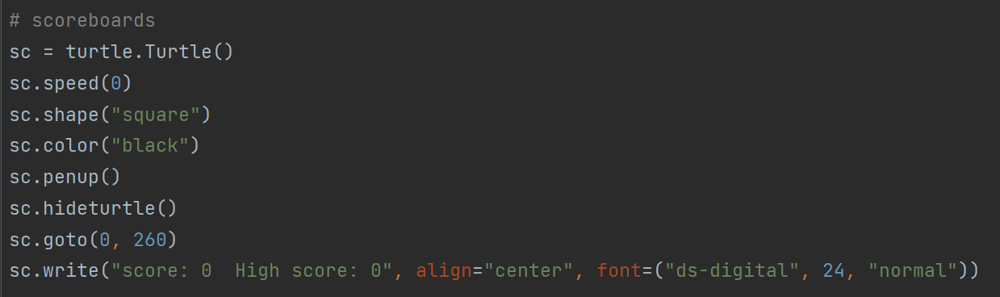 # scoreboards
sc = turtle.Turtle()
sc.speed(0)
sc.shape("square")
sc.color("black")
sc.penup()
sc.hideturtle()
sc.goto(0, 260)
sc.write("score: 0  High score: 0", align="center", font=("ds-digital", 24, "normal"))